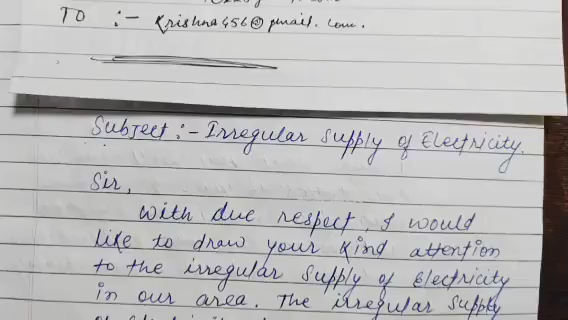 TO :- Krishna456@gmail.com.
Subject :- Irregular Supply of Electricity.
Sir,
With due respect, I would
like to draw your kind attention
to the irregular supply of electricity
in our area. The irregular supply